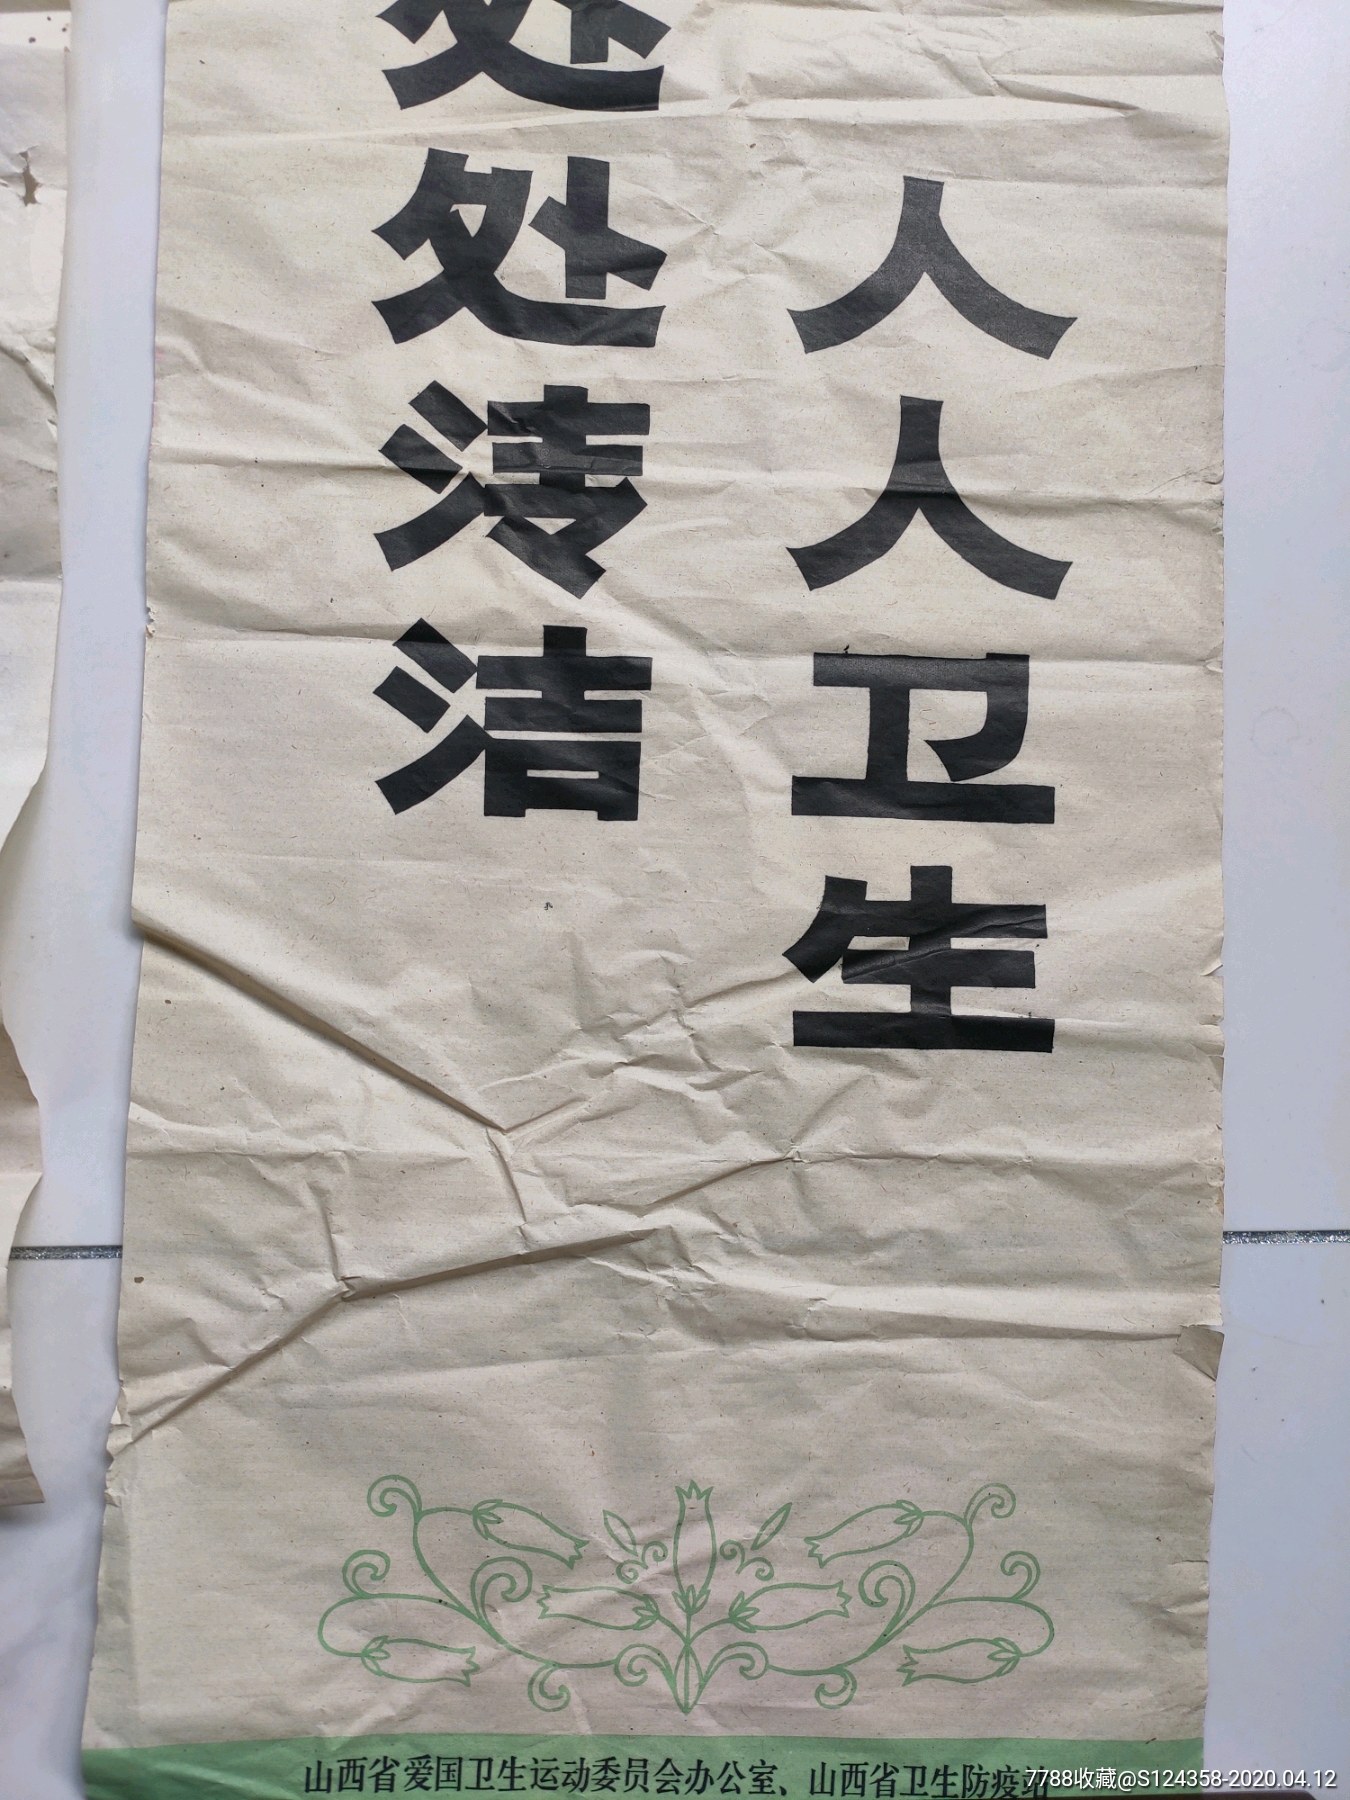 人人卫生
处处清洁
山西省爱国卫生运动委员会办公室、山西省卫生防疫站
7788收藏@S124358-2020.04.12